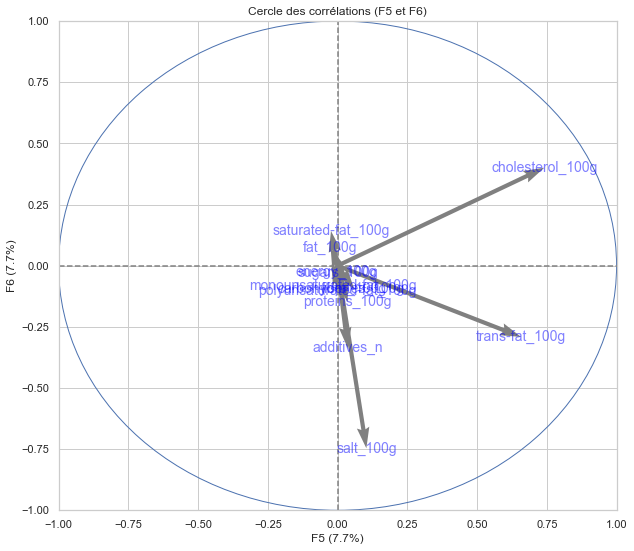 Cercle des corrélations (F5 et F6)
1.00
0.75
0.50
0.25
0.00
−0.25
−0.50
−0.75
−1.00
F6 (7.7%)
cholesterol_100g
saturated-fat_100g
fat_100g
proteins_100g
trans-fat_100g
additives_n
salt_100g
−1.00 −0.75 −0.50 −0.25 0.00 0.25 0.50 0.75 1.00
F5 (7.7%)